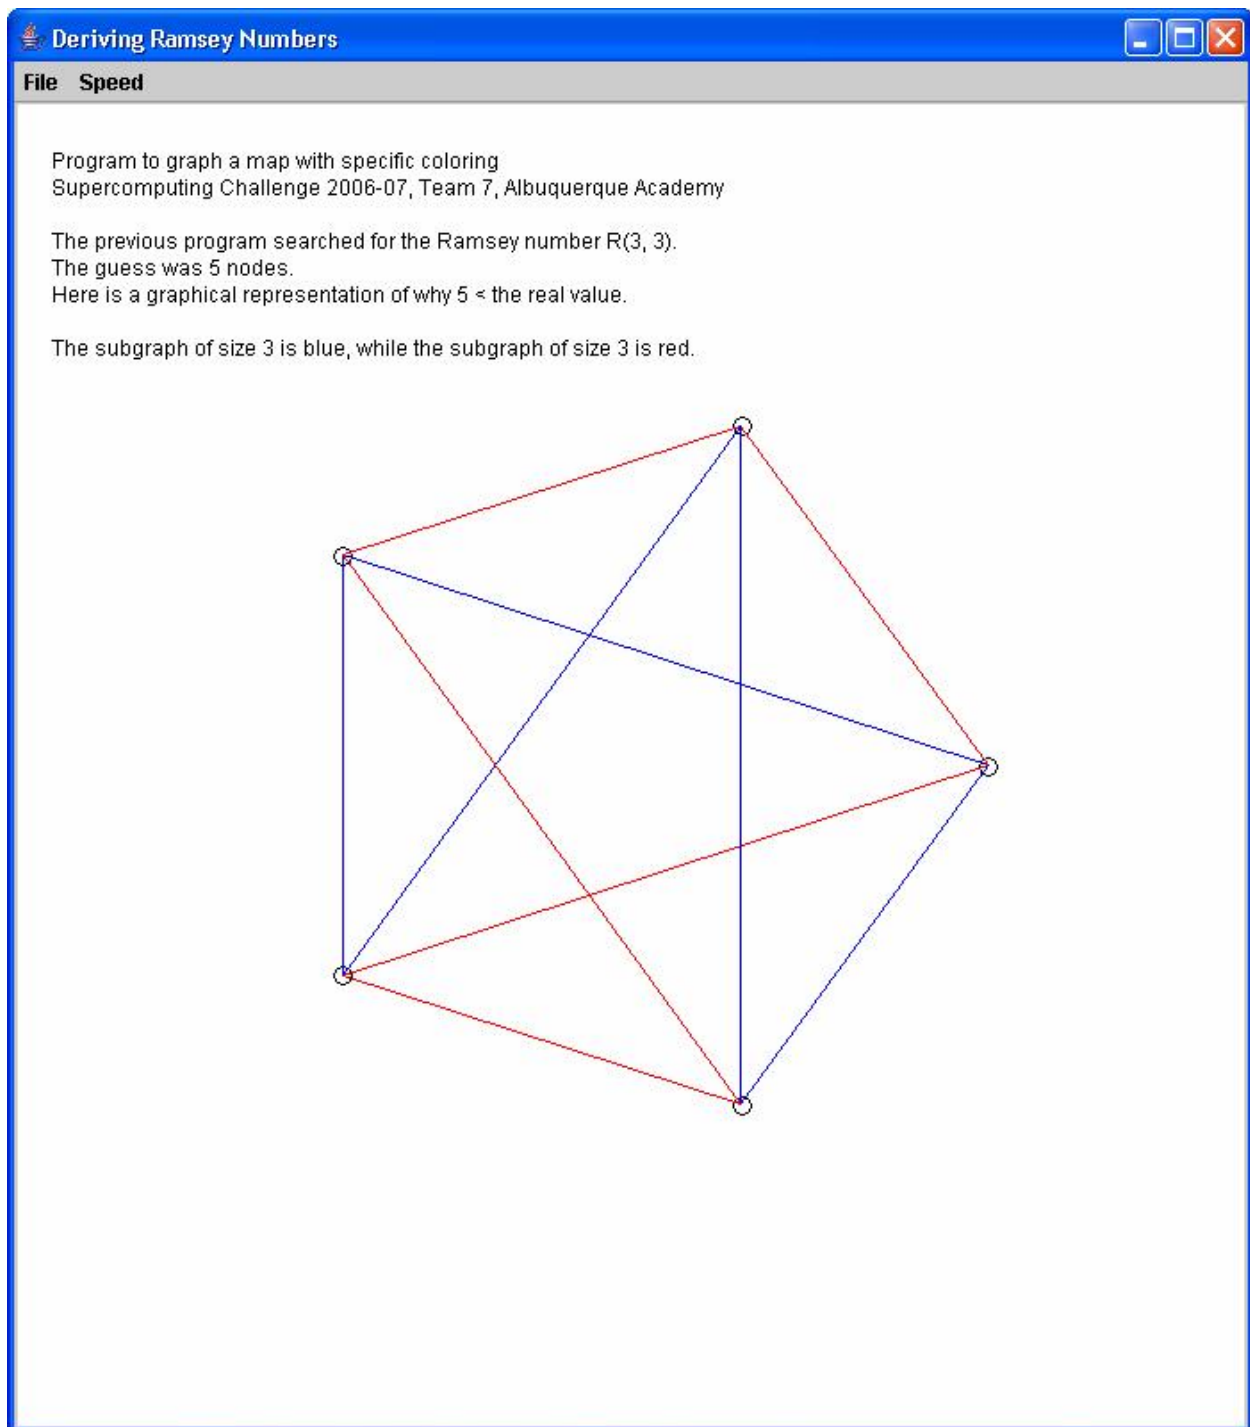 Deriving Ramsey Numbers
File Speed
Program to graph a map with specific coloring
Supercomputing Challenge 2006-07, Team 7, Albuquerque Academy
The previous program searched for the Ramsey number R(3, 3).
The guess was 5 nodes.
Here is a graphical representation of why 5 < the real value.
The subgraph of size 3 is blue, while the subgraph of size 3 is red.